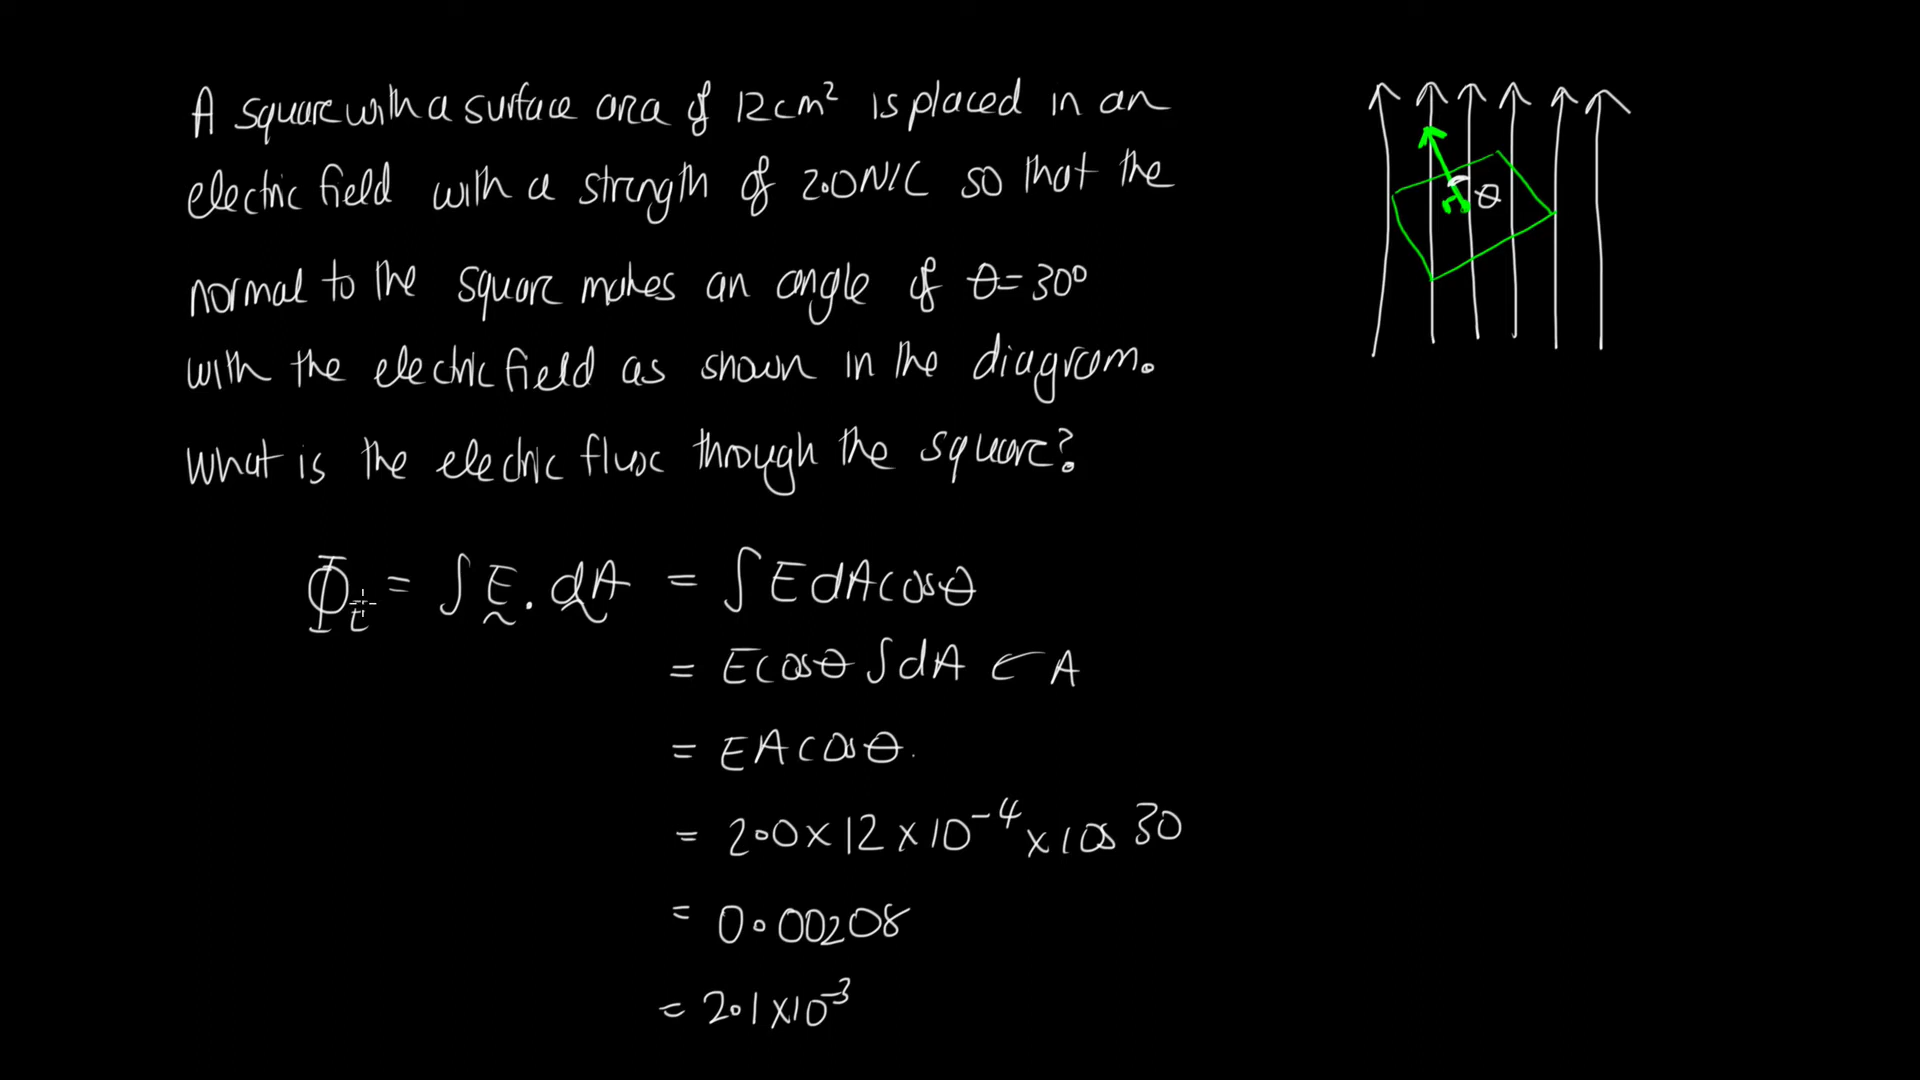 A square with a surface area of 12cm² is placed in an
electric field with a strength of 2.0N/C so that the
normal to the square makes an angle of θ=30°
with the electric field as shown in the diagram.
What is the electric flux through the square?
θ
Φt = ∫E . dA = ∫EdAcosθ
= Ecosθ∫dA ← A
= EAcosθ.
= 2.0×12×10⁻⁴×cos30
= 0.00208
= 2.1×10⁻³